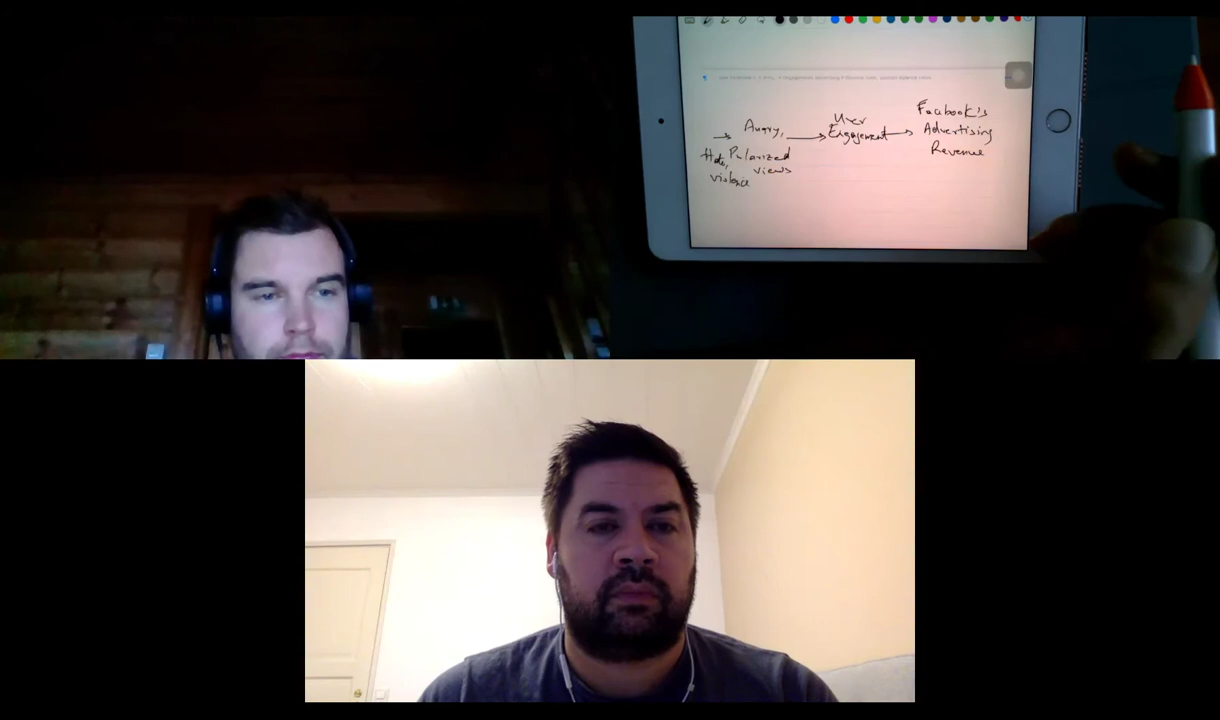 → Angry, → User Engagement → Facebook's Advertising Revenue
Hate, Polarized views
violence